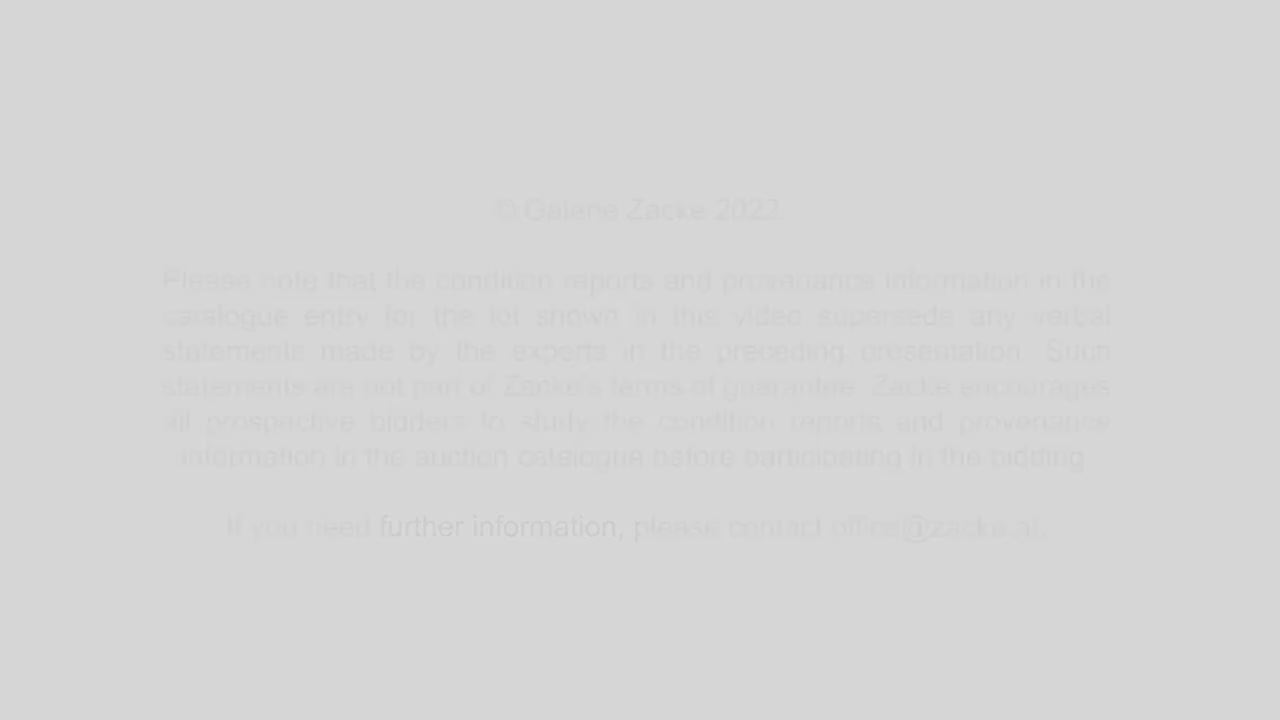 © Galerie Zacke 2022
Please note that the condition reports and provenance information in the
catalogue entry for the lot shown in this video supersede any verbal
statements made by the experts in the preceding presentation. Such
statements are not part of Zacke's terms of guarantee. Zacke encourages
all prospective bidders to study the condition reports and provenance
information in the auction catalogue before participating in the bidding.
If you need further information, please contact office@zacke.at.